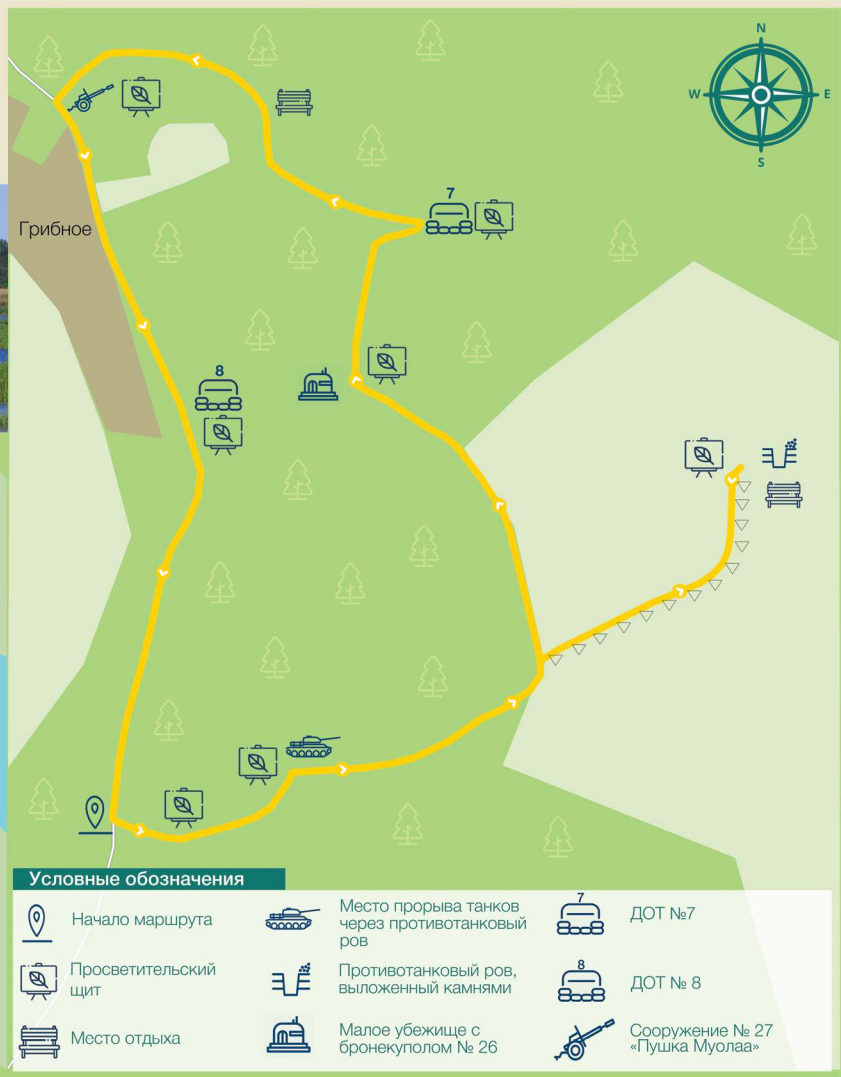 N
W
E
S
7
Грибное
8
Условные обозначения
Начало маршрута
Просветительский
щит
Место отдыха
Место прорыва танков
через противотанковый
ров
Противотанковый ров,
выложенный камнями
Малое убежище с
бронекуполом № 26
7
ДОТ №7
8
ДОТ № 8
Сооружение № 27
«Пушка Муолаа»